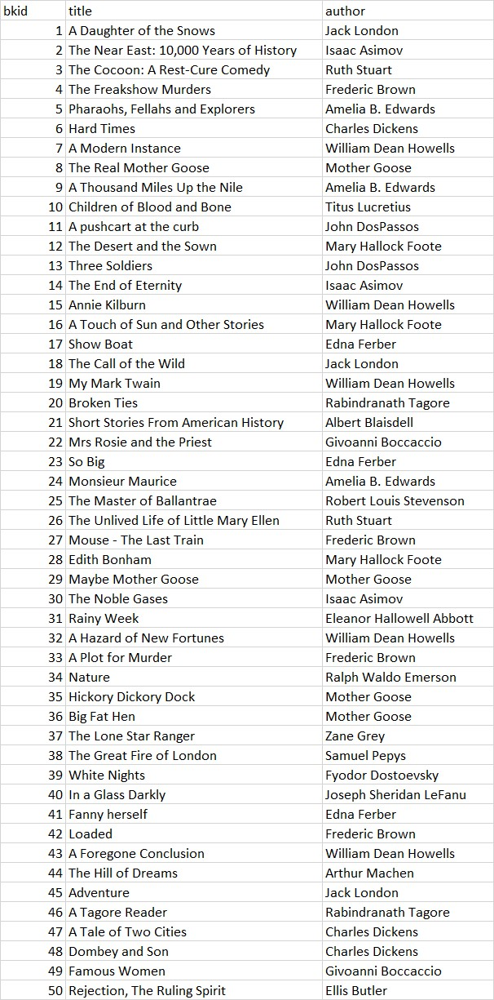 bkid title author
1 A Daughter of the Snows Jack London
2 The Near East: 10,000 Years of History Isaac Asimov
3 The Cocoon: A Rest-Cure Comedy Ruth Stuart
4 The Freakshow Murders Frederic Brown
5 Pharaohs, Fellahs and Explorers Amelia B. Edwards
6 Hard Times Charles Dickens
7 A Modern Instance William Dean Howells
8 The Real Mother Goose Mother Goose
9 A Thousand Miles Up the Nile Amelia B. Edwards
10 Children of Blood and Bone Titus Lucretius
11 A pushcart at the curb John DosPassos
12 The Desert and the Sown Mary Hallock Foote
13 Three Soldiers John DosPassos
14 The End of Eternity Isaac Asimov
15 Annie Kilburn William Dean Howells
16 A Touch of Sun and Other Stories Mary Hallock Foote
17 Show Boat Edna Ferber
18 The Call of the Wild Jack London
19 My Mark Twain William Dean Howells
20 Broken Ties Rabindranath Tagore
21 Short Stories From American History Albert Blaisdell
22 Mrs Rosie and the Priest Givoanni Boccaccio
23 So Big Edna Ferber
24 Monsieur Maurice Amelia B. Edwards
25 The Master of Ballantrae Robert Louis Stevenson
26 The Unlived Life of Little Mary Ellen Ruth Stuart
27 Mouse - The Last Train Frederic Brown
28 Edith Bonham Mary Hallock Foote
29 Maybe Mother Goose Mother Goose
30 The Noble Gases Isaac Asimov
31 Rainy Week Eleanor Hallowell Abbott
32 A Hazard of New Fortunes William Dean Howells
33 A Plot for Murder Frederic Brown
34 Nature Ralph Waldo Emerson
35 Hickory Dickory Dock Mother Goose
36 Big Fat Hen Mother Goose
37 The Lone Star Ranger Zane Grey
38 The Great Fire of London Samuel Pepys
39 White Nights Fyodor Dostoevsky
40 In a Glass Darkly Joseph Sheridan LeFanu
41 Fanny herself Edna Ferber
42 Loaded Frederic Brown
43 A Foregone Conclusion William Dean Howells
44 The Hill of Dreams Arthur Machen
45 Adventure Jack London
46 A Tagore Reader Rabindranath Tagore
47 A Tale of Two Cities Charles Dickens
48 Dombey and Son Charles Dickens
49 Famous Women Givoanni Boccaccio
50 Rejection, The Ruling Spirit Ellis Butler